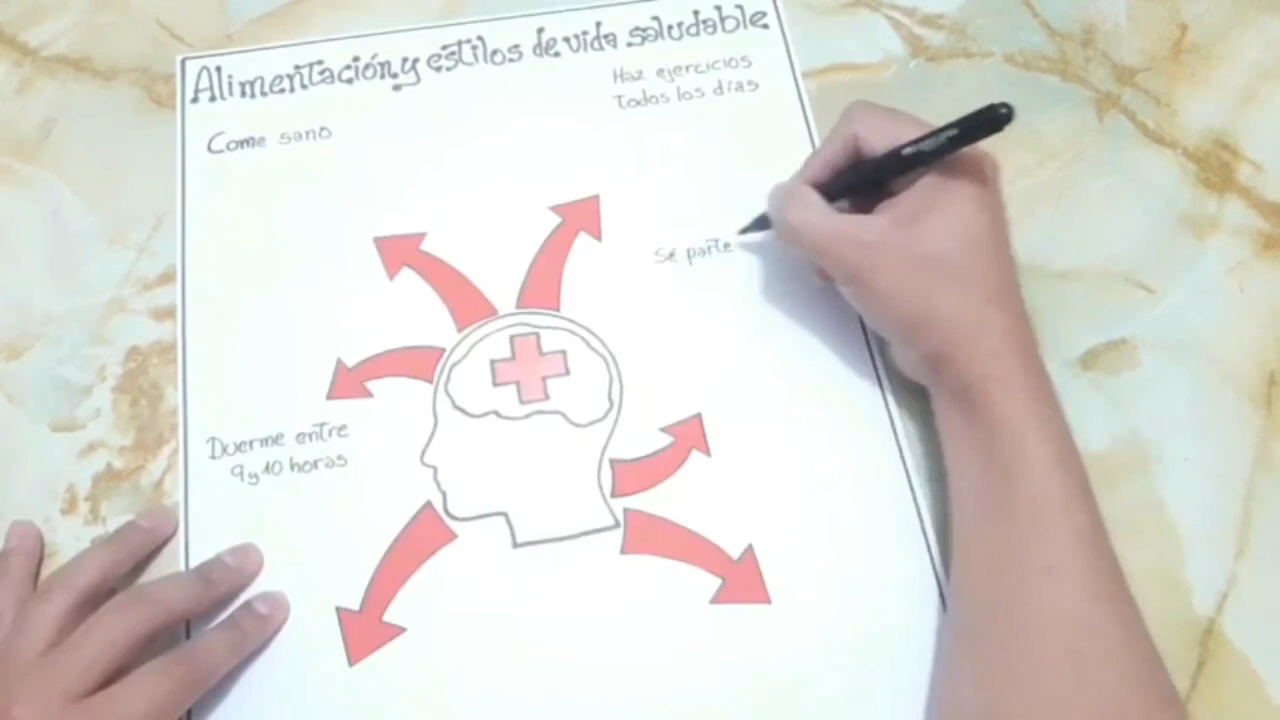 Alimentación y estilos de vida saludable
Haz ejercicios
Todos los días
Come sano
Sé parte
Duerme entre
9 y 10 horas